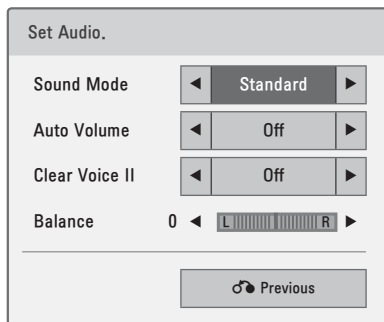 Set Audio.
Sound Mode ◀ Standard ▶
Auto Volume ◀ Off ▶
Clear Voice II ◀ Off ▶
Balance 0 ◀ L R ▶
Previous